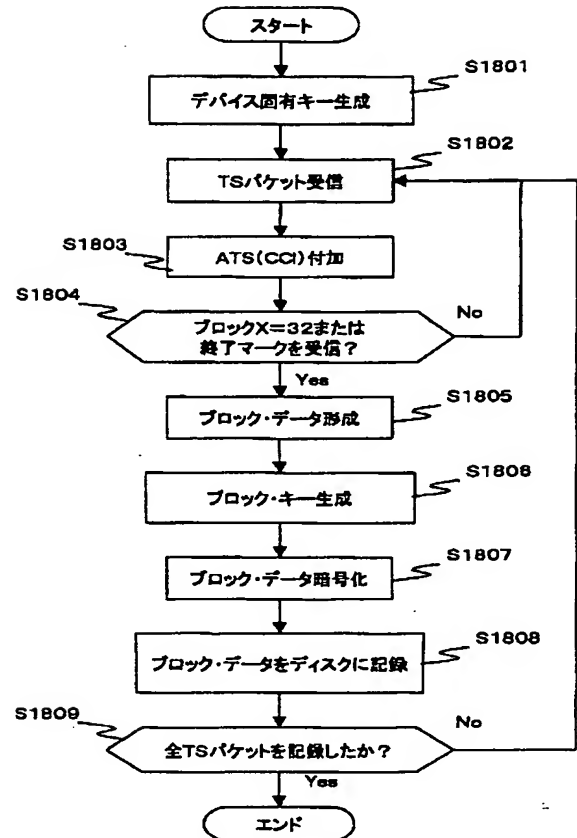 スタート
S1801
デバイス固有キー生成
S1802
TSパケット受信
S1803
ATS(CCI)付加
S1804
ブロックX=32または
終了マークを受信?
No
Yes
S1805
ブロック・データ形成
S1806
ブロック・キー生成
S1807
ブロック・データ暗号化
S1808
ブロック・データをディスクに記録
S1809
全TSパケットを記録したか?
No
Yes
エンド